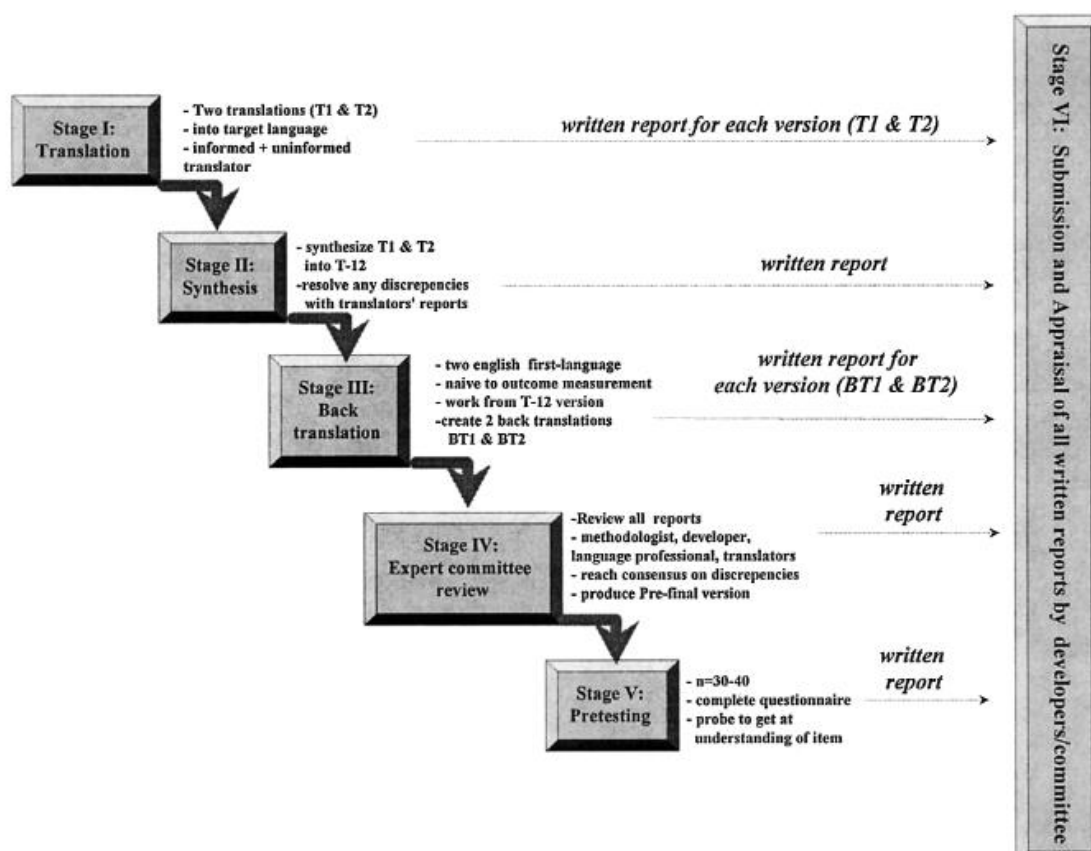 Stage I:
Translation
- Two translations (T1 & T2)
- into target language
- informed + uninformed
translator
written report for each version (T1 & T2)
Stage II:
Synthesis
- synthesize T1 & T2
into T-12
-resolve any discrepencies
with translators' reports
written report
Stage III:
Back
translation
- two english first-language
- naive to outcome measurement
- work from T-12 version
-create 2 back translations
BT1 & BT2
written report for
each version (BT1 & BT2)
Stage IV:
Expert committee
review
-Review all reports
- methodologist, developer,
language professional, translators
- reach consensus on discrepencies
- produce Pre-final version
written
report
Stage V:
Pretesting
- n=30-40
- complete questionnaire
- probe to get at
understanding of item
written
report
Stage VI: Submission and Appraisal of all written reports by developers/committee